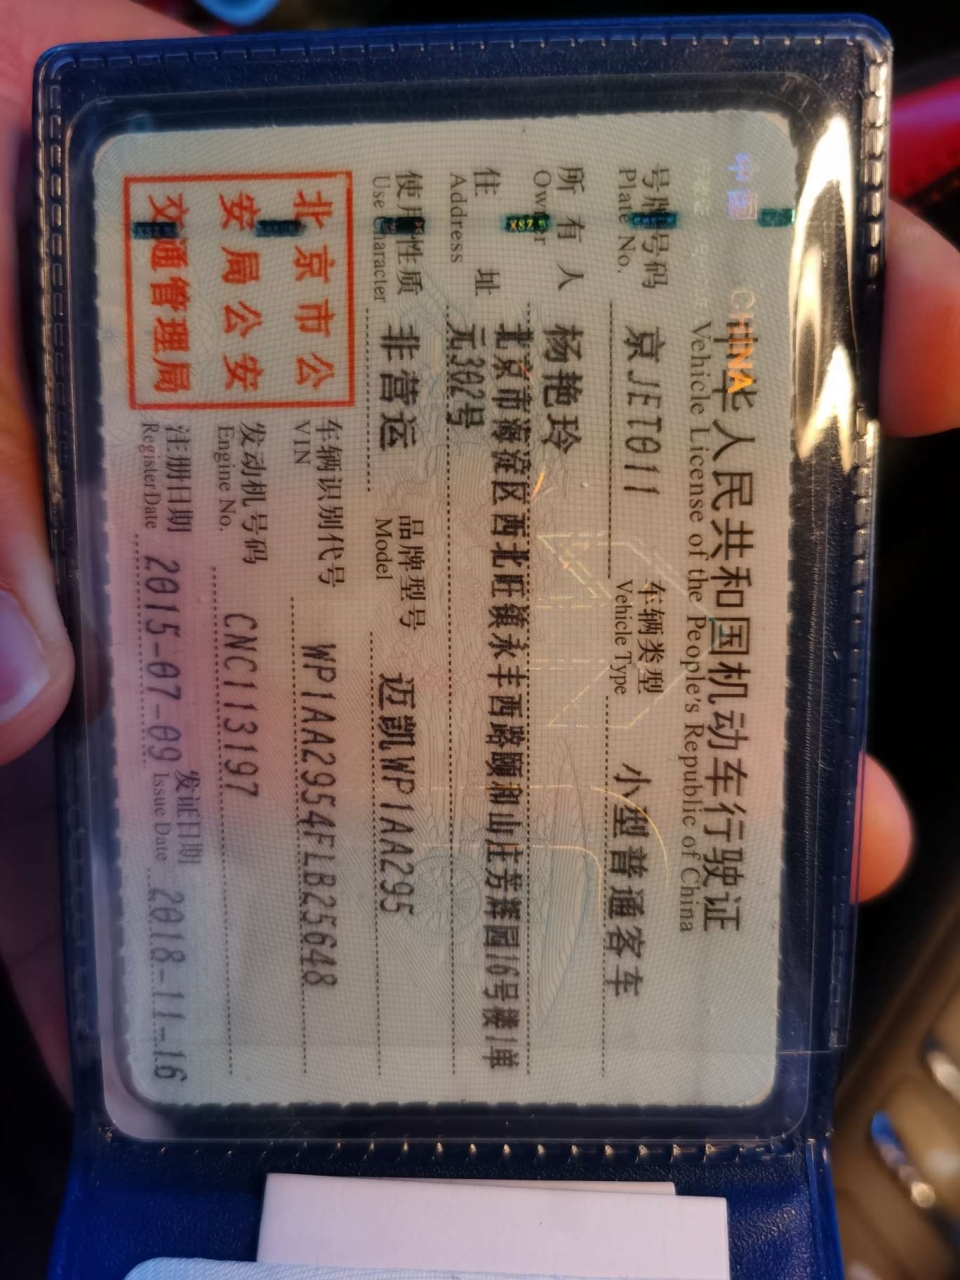 中国
CHINA
中华人民共和国机动车行驶证
Vehicle License of the People's Republic of China
号牌号码 京JET011 车辆类型 小型普通客车
Plate No. Vehicle Type
所有人 杨艳玲
Owner
住址 北京市海淀区西北旺镇永丰西路颐和山庄芳辉园16号楼1单
Address 元302号
使用性质 非营运 品牌型号 迈凯WP1AA295
Use Character Model
北京市公
安局公安
交通管理局
车辆识别代号 WP1AA2954FLB25648
VIN
发动机号码 CNC113197
Engine No.
注册日期 2015-07-09 发证日期 2018-11-16
Register Date Issue Date